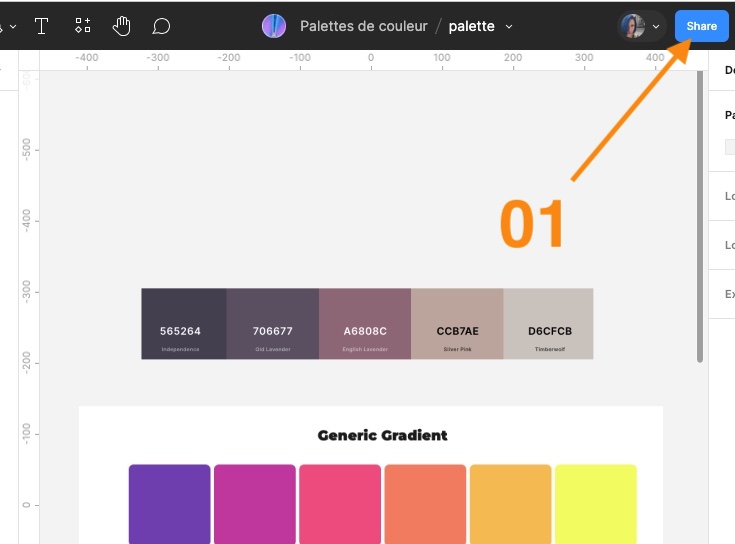 Palettes de couleur / palette
Share
-400 -300 -200 -100 0 100 200 300 400
De
Pa
-500
Lo
01
-400
Lo
-300
Ex
565264 706677 A6808C CCB7AE D6CFCB
Independence Old Lavender English Lavender Silver Pink Timberwolf
-200
-100
Generic Gradient
0